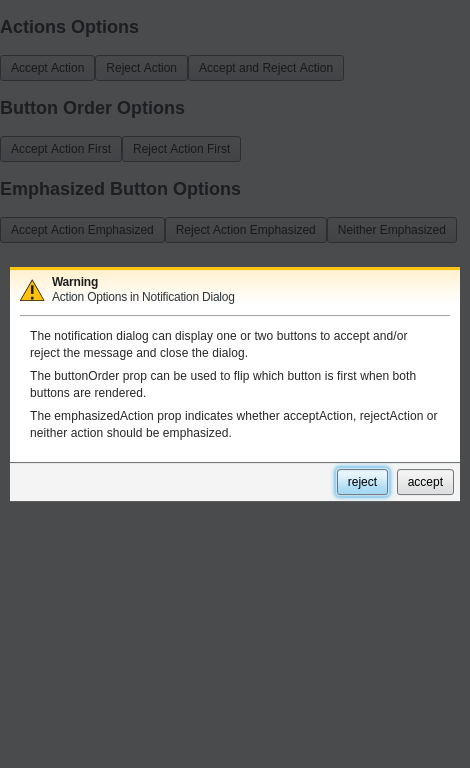 Actions Options
Accept Action Reject Action Accept and Reject Action
Button Order Options
Accept Action First Reject Action First
Emphasized Button Options
Accept Action Emphasized Reject Action Emphasized Neither Emphasized
Warning
Action Options in Notification Dialog
The notification dialog can display one or two buttons to accept and/or
reject the message and close the dialog.
The buttonOrder prop can be used to flip which button is first when both
buttons are rendered.
The emphasizedAction prop indicates whether acceptAction, rejectAction or
neither action should be emphasized.
reject accept